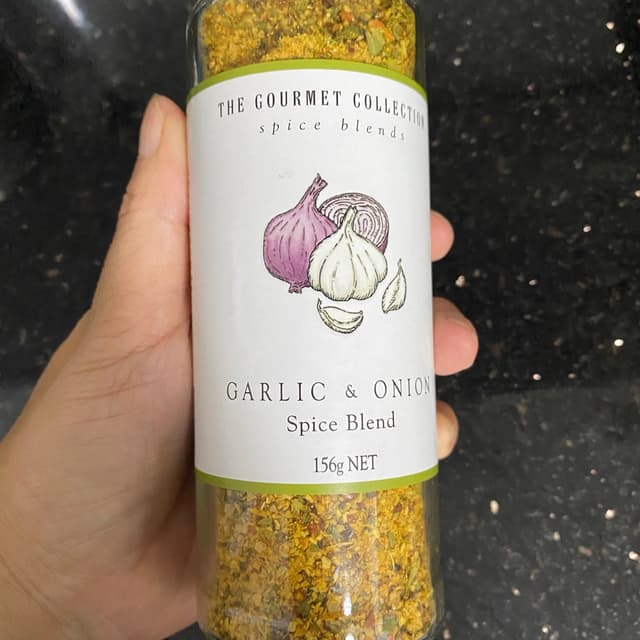 THE GOURMET COLLECTION
spice blends
GARLIC & ONION
Spice Blend
156g NET